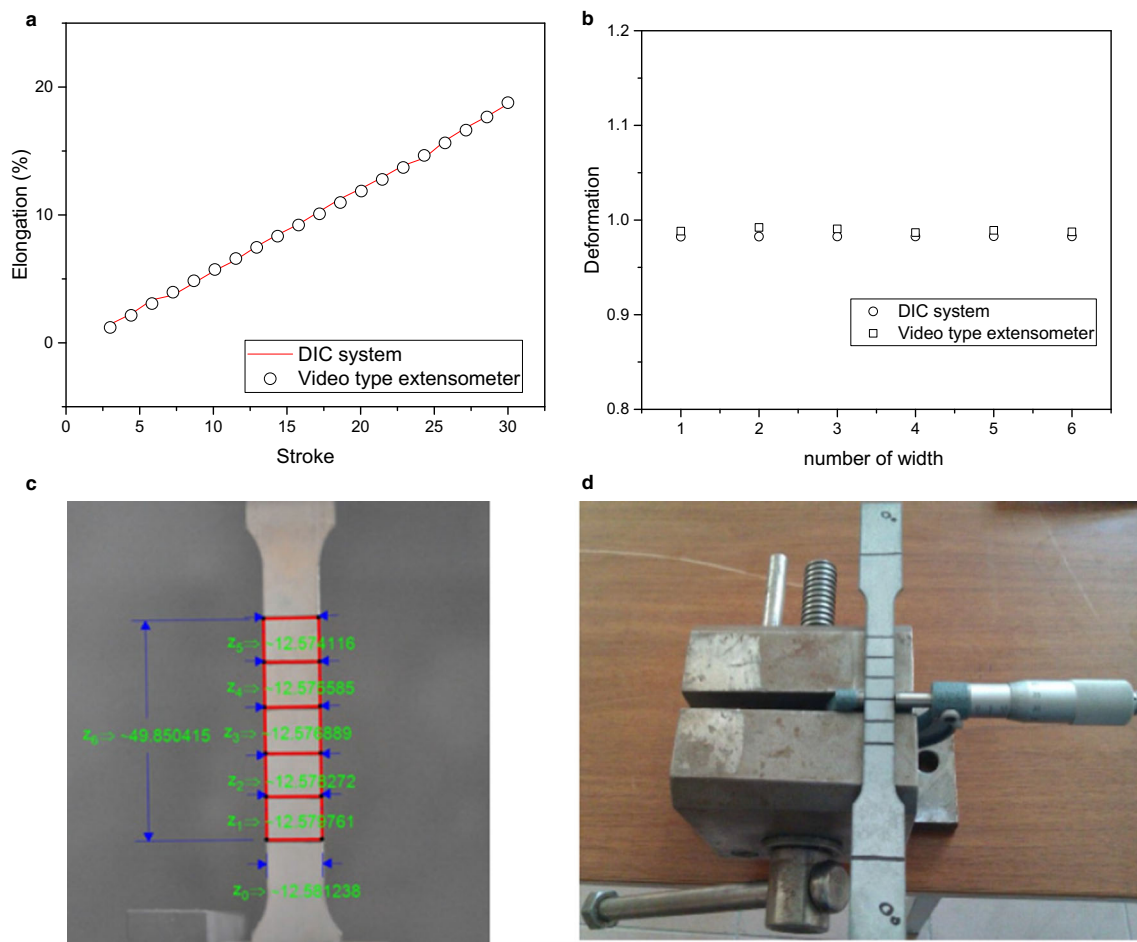 a
Elongation (%)
20
10
0
0 5 10 15 20 25 30
Stroke
DIC system
Video type extensometer
b
Deformation
1.2
1.1
1.0
0.9
0.8
1 2 3 4 5 6
number of width
DIC system
Video type extensometer
c
z5⇒ ~12.574116
z4⇒ ~12.575585
z6⇒ ~49.850415 z3⇒ ~12.576889
z2⇒ ~12.578272
z1⇒ ~12.579761
z0⇒ ~12.581238
d
0°
0°